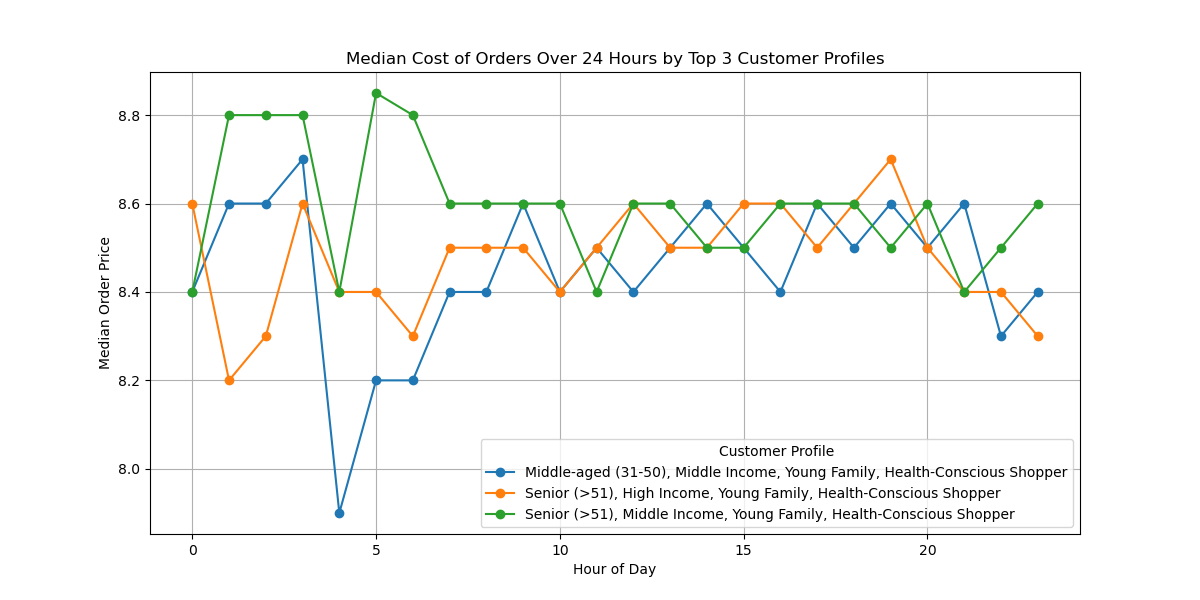 Median Cost of Orders Over 24 Hours by Top 3 Customer Profiles
Median Order Price
8.8
8.6
8.4
8.2
8.0
Customer Profile
Middle-aged (31-50), Middle Income, Young Family, Health-Conscious Shopper
Senior (>51), High Income, Young Family, Health-Conscious Shopper
Senior (>51), Middle Income, Young Family, Health-Conscious Shopper
0 5 10 15 20
Hour of Day